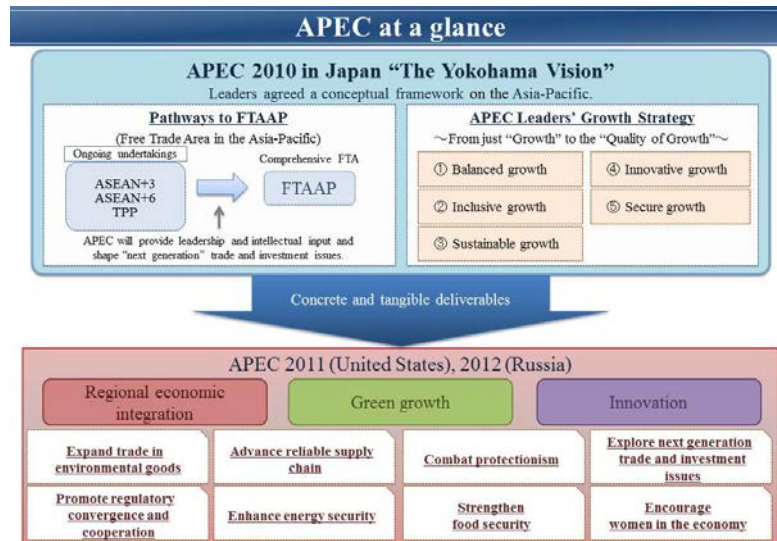 APEC at a glance
APEC 2010 in Japan “The Yokohama Vision”
Leaders agreed a conceptual framework on the Asia-Pacific.
Pathways to FTAAP
(Free Trade Area in the Asia-Pacific)
Ongoing undertakings
Comprehensive FTA
ASEAN+3
ASEAN+6
TPP
FTAAP
APEC will provide leadership and intellectual input and
shape “next generation” trade and investment issues.
APEC Leaders’ Growth Strategy
～From just “Growth” to the “Quality of Growth”～
① Balanced growth
④ Innovative growth
② Inclusive growth
⑤ Secure growth
③ Sustainable growth
Concrete and tangible deliverables
APEC 2011 (United States), 2012 (Russia)
Regional economic
integration
Green growth
Innovation
Expand trade in
environmental goods
Advance reliable supply
chain
Combat protectionism
Explore next generation
trade and investment
issues
Promote regulatory
convergence and
cooperation
Enhance energy security
Strengthen
food security
Encourage
women in the economy